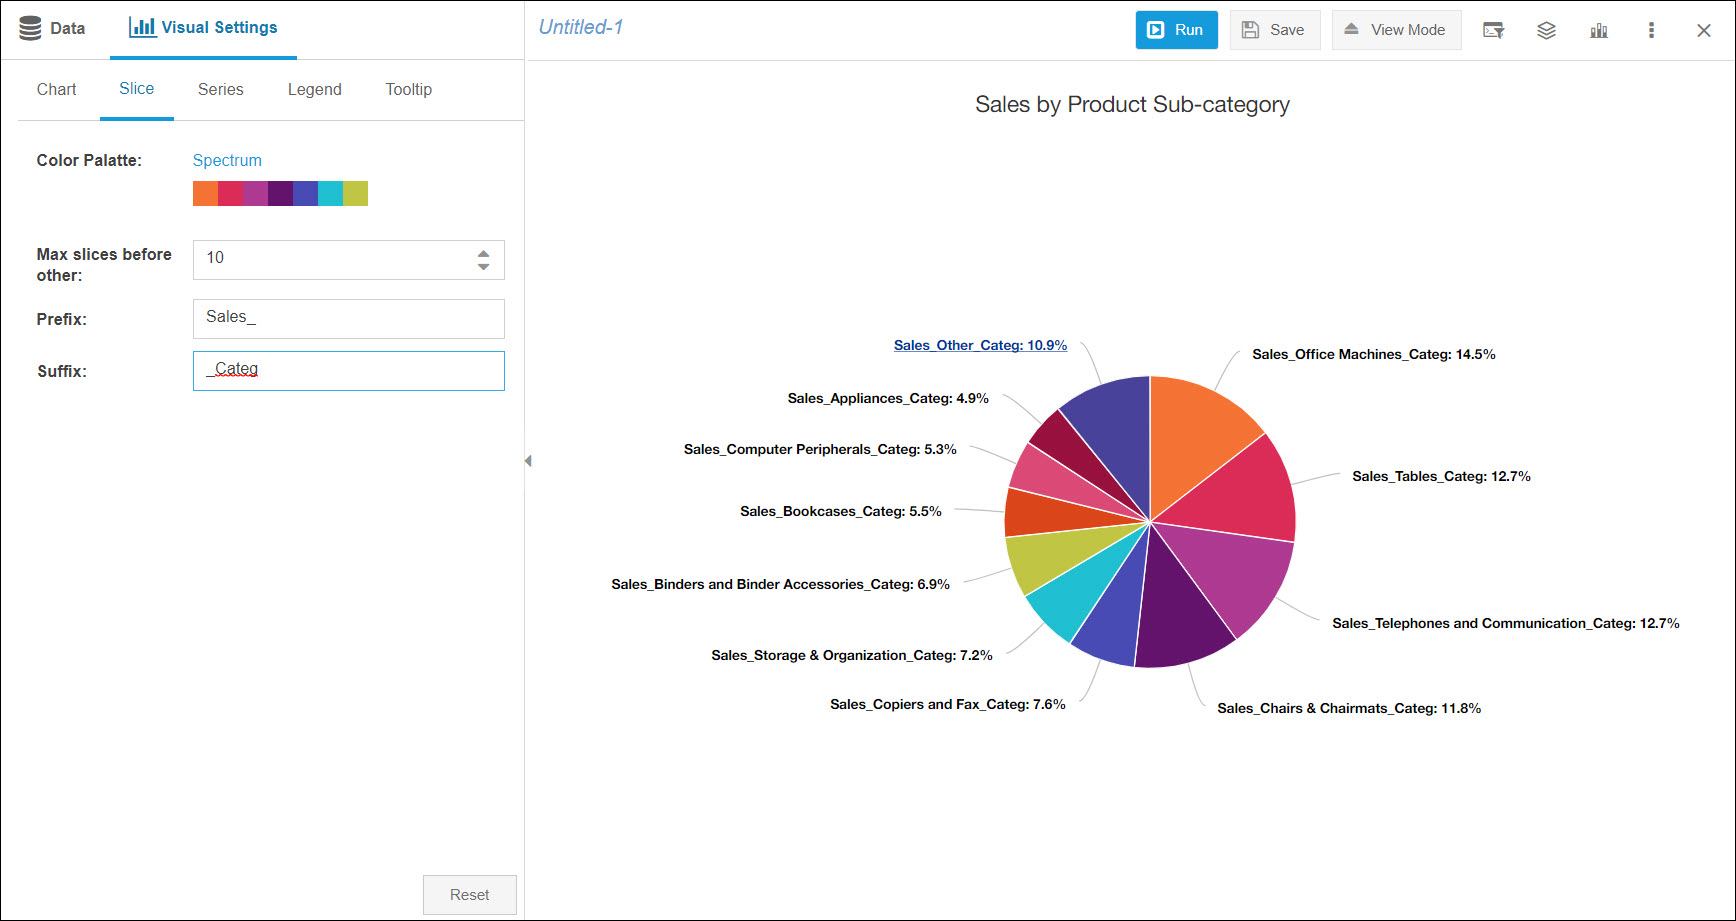 Data
Visual Settings
Untitled-1
Run
Save
View Mode
Chart
Slice
Series
Legend
Tooltip
Color Palatte:
Spectrum
Max slices before
other:
10
Prefix:
Sales_
Suffix:
_Categ
Reset
Sales by Product Sub-category
Sales_Other_Categ: 10.9%
Sales_Office Machines_Categ: 14.5%
Sales_Appliances_Categ: 4.9%
Sales_Computer Peripherals_Categ: 5.3%
Sales_Tables_Categ: 12.7%
Sales_Bookcases_Categ: 5.5%
Sales_Binders and Binder Accessories_Categ: 6.9%
Sales_Telephones and Communication_Categ: 12.7%
Sales_Storage & Organization_Categ: 7.2%
Sales_Copiers and Fax_Categ: 7.6%
Sales_Chairs & Chairmats_Categ: 11.8%